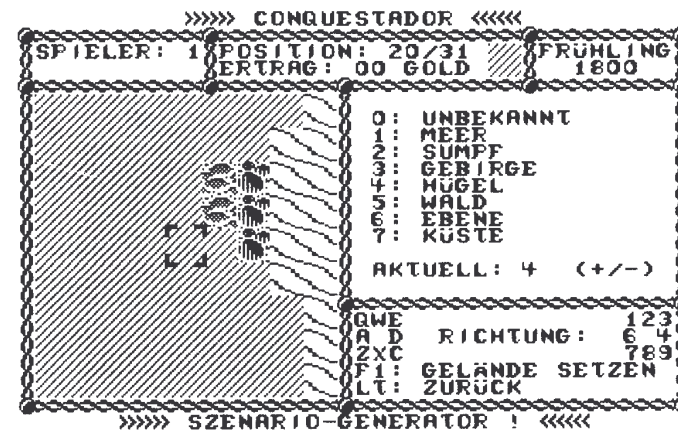 >>>>> CONQUESTADOR <<<<<
SPIELER: 1
POSITION: 20/31
ERTRAG: 00 GOLD
FRÜHLING
1800
0: UNBEKANNT
1: MEER
2: SUMPF
3: GEBIRGE
4: HÜGEL
5: WALD
6: EBENE
7: KÜSTE
AKTUELL: 4 (+/-)
QWE 123
A D RICHTUNG: 6 4
ZXC 789
F1: GELÄNDE SETZEN
LT: ZURÜCK
>>>>> SZENARIO-GENERATOR ! <<<<<